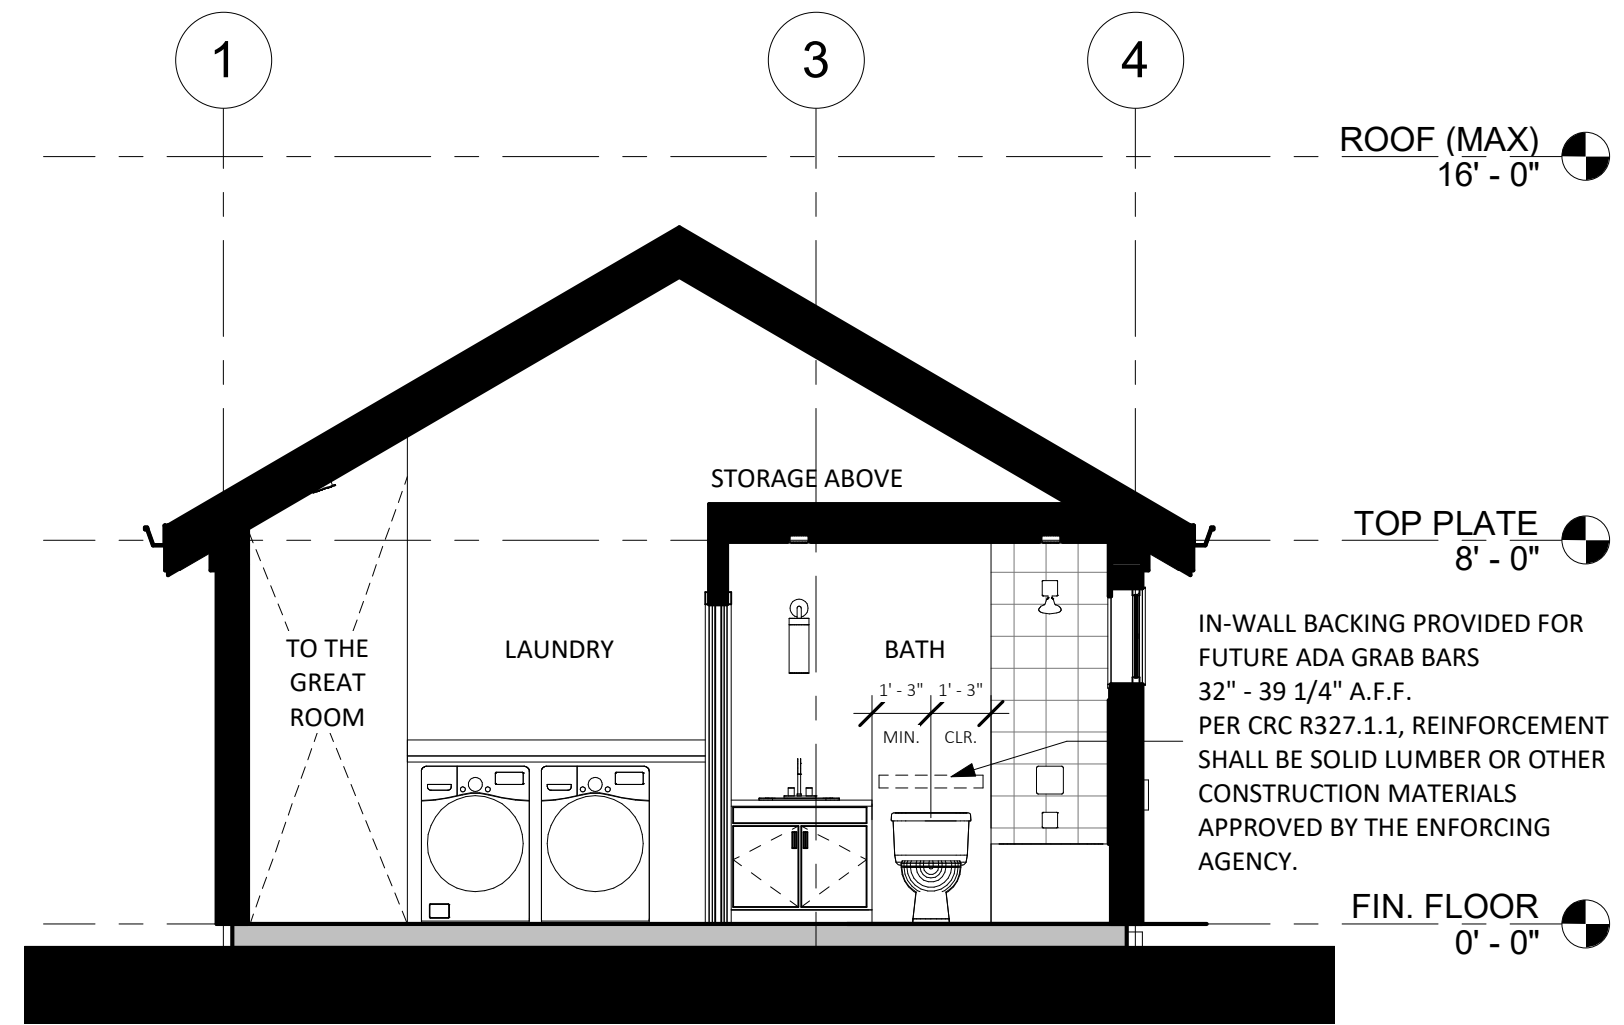 1
3
4
ROOF (MAX)
16' - 0"
STORAGE ABOVE
TOP PLATE
8' - 0"
TO THE
GREAT
ROOM
LAUNDRY
BATH
1' - 3" 1' - 3"
MIN. CLR.
IN-WALL BACKING PROVIDED FOR
FUTURE ADA GRAB BARS
32" - 39 1/4" A.F.F.
PER CRC R327.1.1, REINFORCEMENT
SHALL BE SOLID LUMBER OR OTHER
CONSTRUCTION MATERIALS
APPROVED BY THE ENFORCING
AGENCY.
FIN. FLOOR
0' - 0"